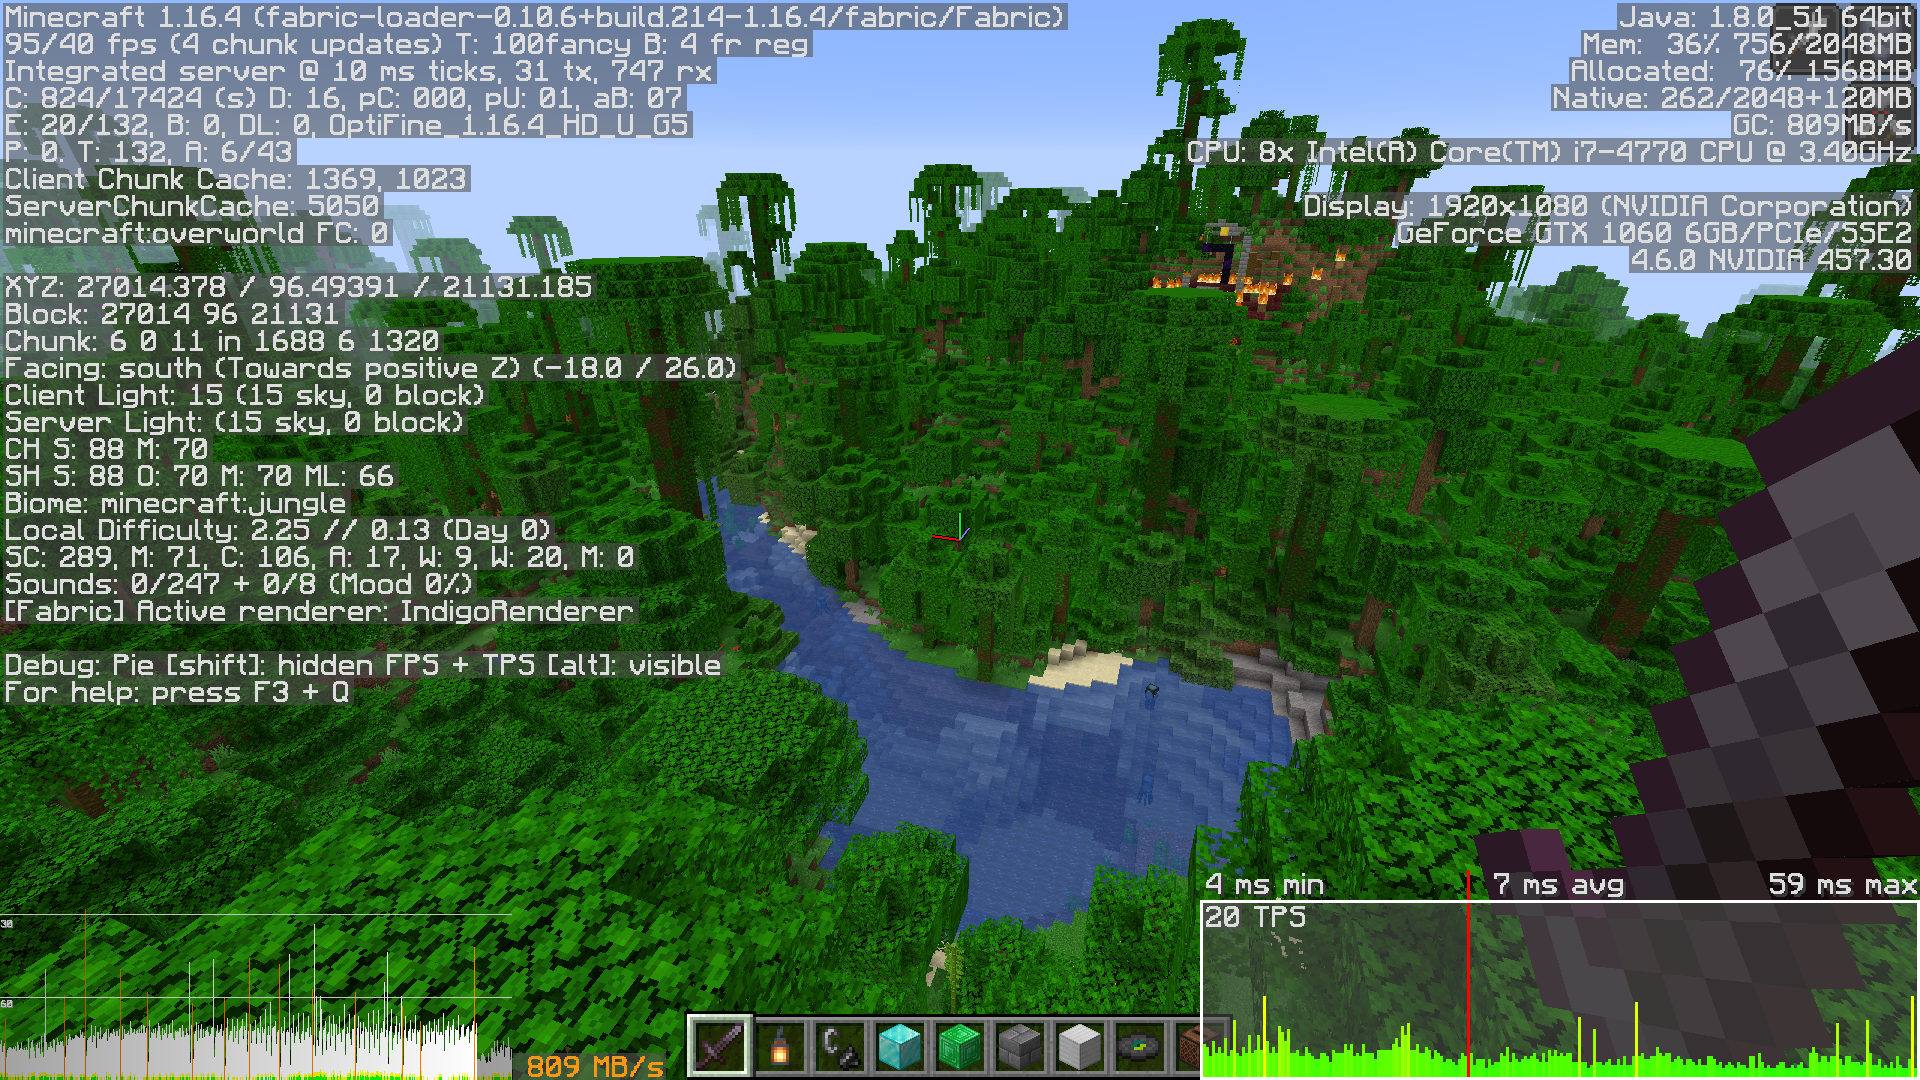 Minecraft 1.16.4 (fabric-loader-0.10.6+build.214-1.16.4/fabric/Fabric)
95/40 fps (4 chunk updates) T: 100fancy B: 4 fr reg
Integrated server @ 10 ms ticks, 31 tx, 747 rx
C: 824/17424 (s) D: 16, pC: 000, pU: 01, aB: 07
E: 20/132, B: 0, DL: 0, OptiFine_1.16.4_HD_U_G5
P: 0. T: 132, A: 6/43
Client Chunk Cache: 1369, 1023
ServerChunkCache: 5050
minecraft:overworld FC: 0
XYZ: 27014.378 / 96.49391 / 21131.185
Block: 27014 96 21131
Chunk: 6 0 11 in 1688 6 1320
Facing: south (Towards positive Z) (-18.0 / 26.0)
Client Light: 15 (15 sky, 0 block)
Server Light: (15 sky, 0 block)
CH S: 88 M: 70
SH S: 88 O: 70 M: 70 ML: 66
Biome: minecraft:jungle
Local Difficulty: 2.25 // 0.13 (Day 0)
SC: 289, M: 71, C: 106, A: 17, W: 9, W: 20, M: 0
Sounds: 0/247 + 0/8 (Mood 0%)
[Fabric] Active renderer: IndigoRenderer
Debug: Pie [shift]: hidden FPS + TPS [alt]: visible
For help: press F3 + Q
Java: 1.8.0_51 64bit
Mem: 36% 756/2048MB
Allocated: 76% 1568MB
Native: 262/2048+120MB
GC: 809MB/s
CPU: 8x Intel(R) Core(TM) i7-4770 CPU @ 3.40GHz
Display: 1920x1080 (NVIDIA Corporation)
GeForce GTX 1060 6GB/PCIe/SSE2
4.6.0 NVIDIA 457.30
30
60
809 MB/s
4 ms min
7 ms avg
59 ms max
20 TPS